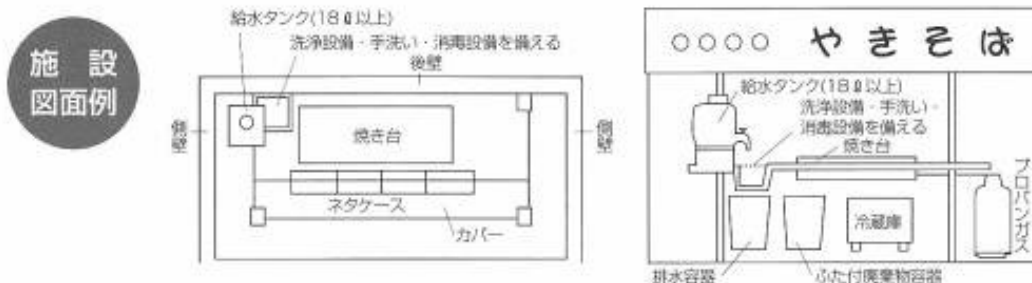 施設
図面例
給水タンク(18ℓ以上)
洗浄設備・手洗い・消毒設備を備える
後壁
側壁
焼き台
側壁
ネタケース
カバー
○○○○ やきそば
給水タンク(18ℓ以上)
洗浄設備・手洗い・
消毒設備を備える
焼き台
プロパンガス
冷蔵庫
排水容器
ふた付廃棄物容器